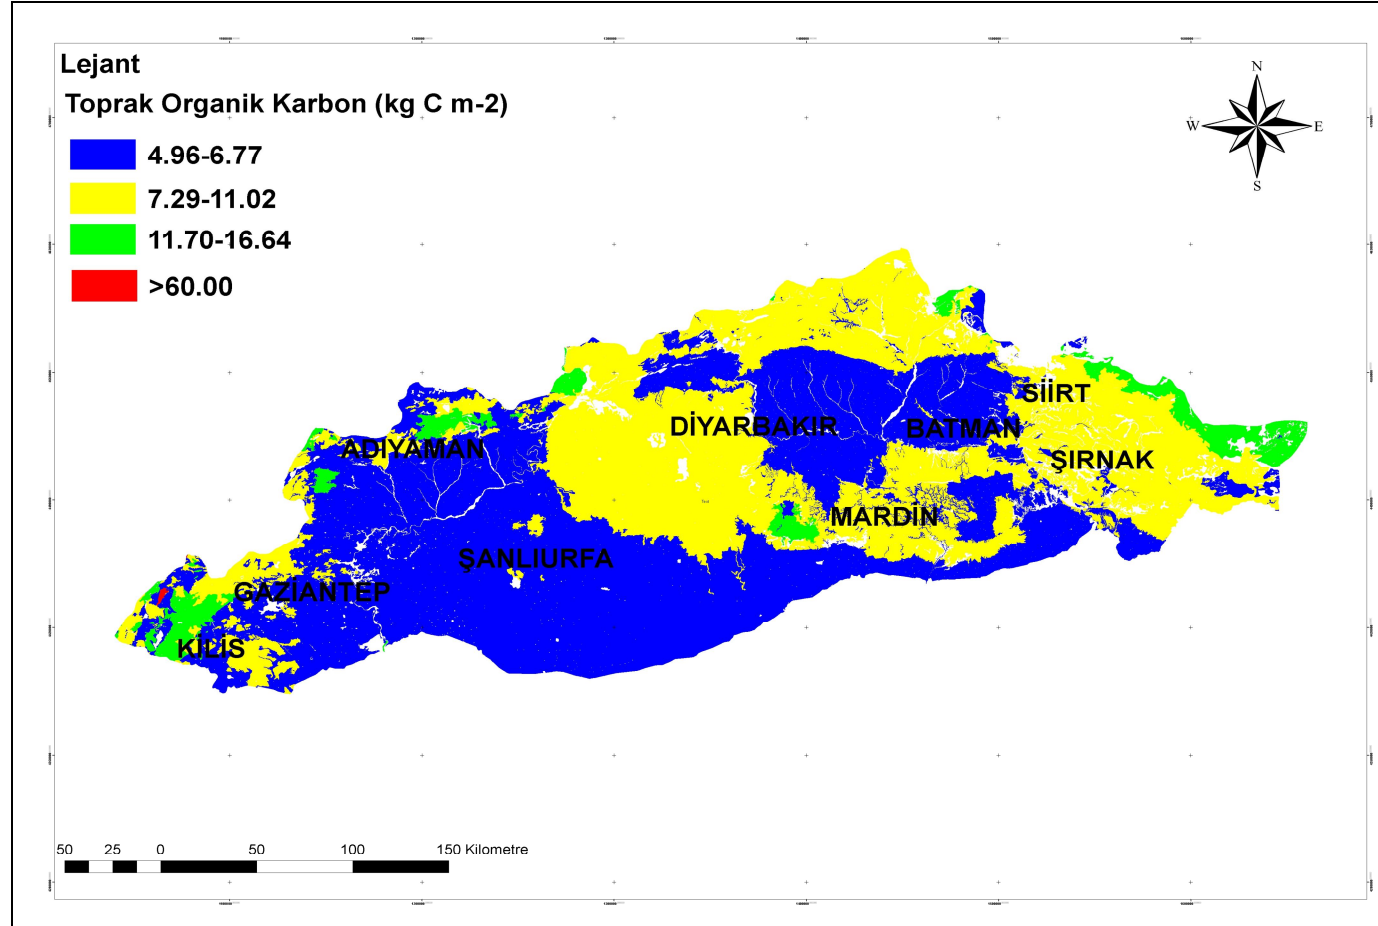 Lejant
Toprak Organik Karbon (kg C m-2)
4.96-6.77
7.29-11.02
11.70-16.64
>60.00
N
W
E
S
SİİRT
DİYARBAKIR
BATMAN
ADIYAMAN
ŞIRNAK
MARDİN
ŞANLIURFA
GAZİANTEP
KİLİS
50 25 0 50 100 150 Kilometre